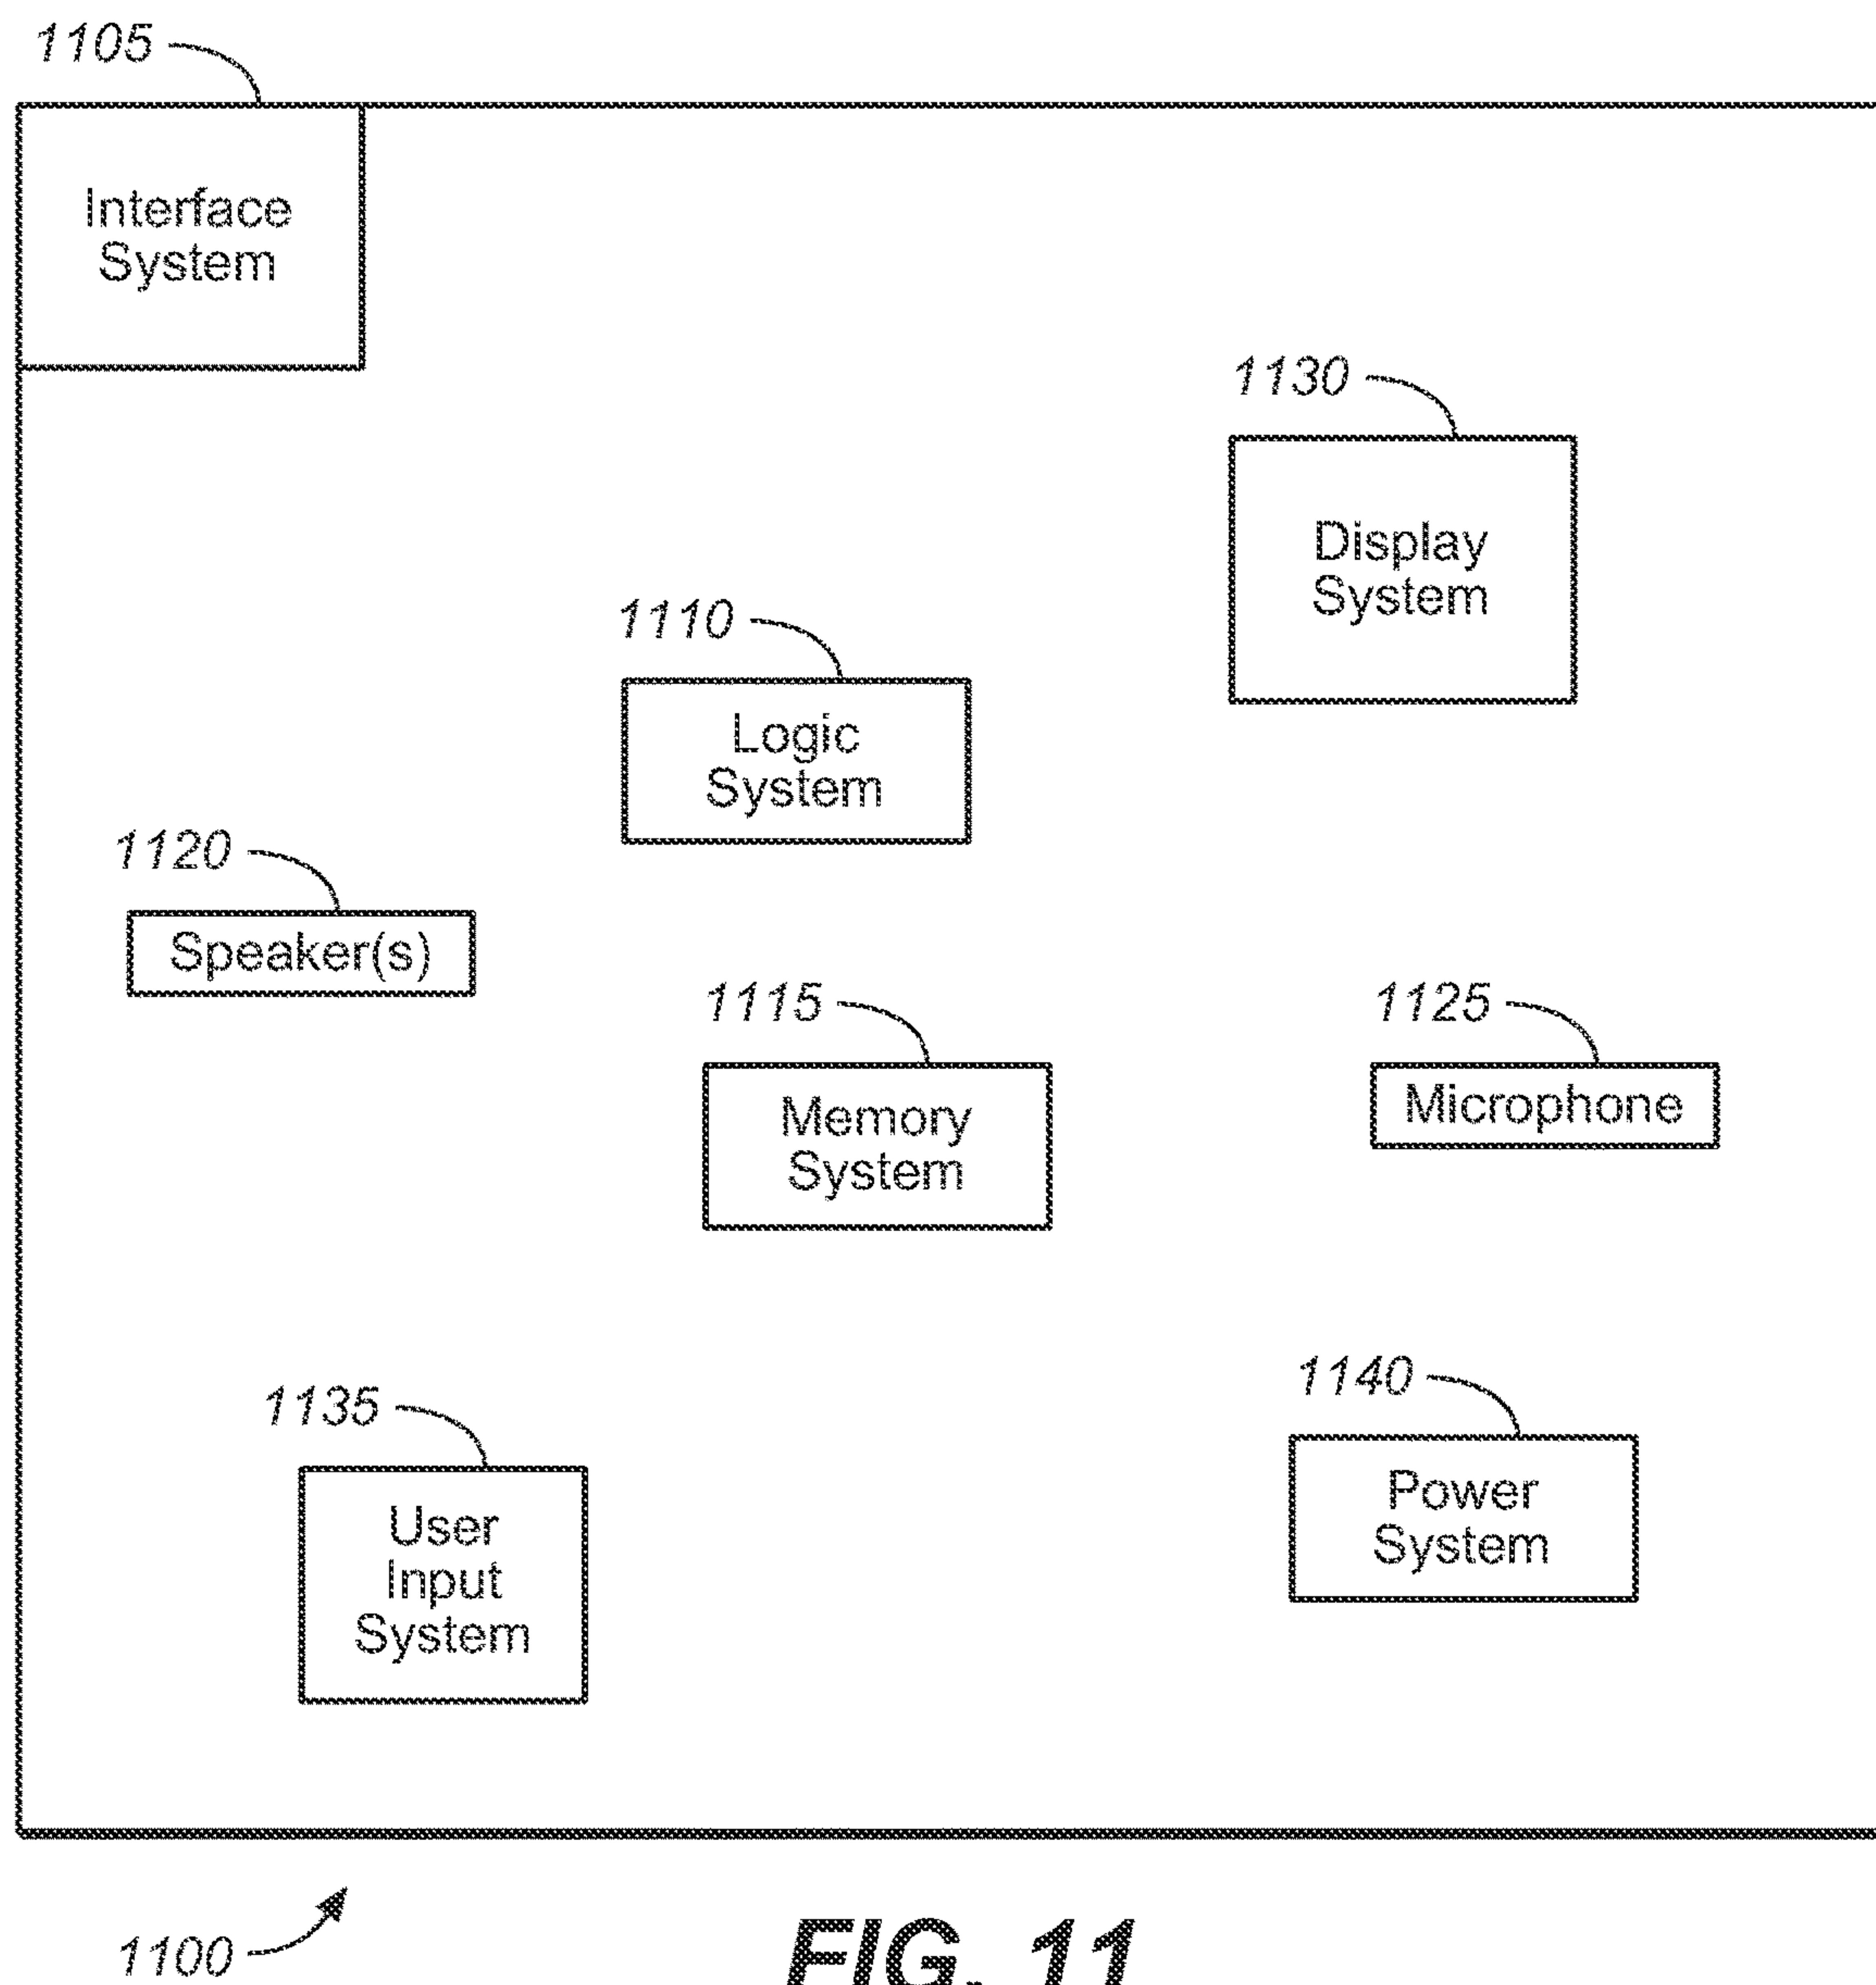 1105
Interface
System
1130
Display
System
1110
Logic
System
1120
Speaker(s)
1115
Memory
System
1125
Microphone
1135
User
Input
System
1140
Power
System
1100
FIG. 11